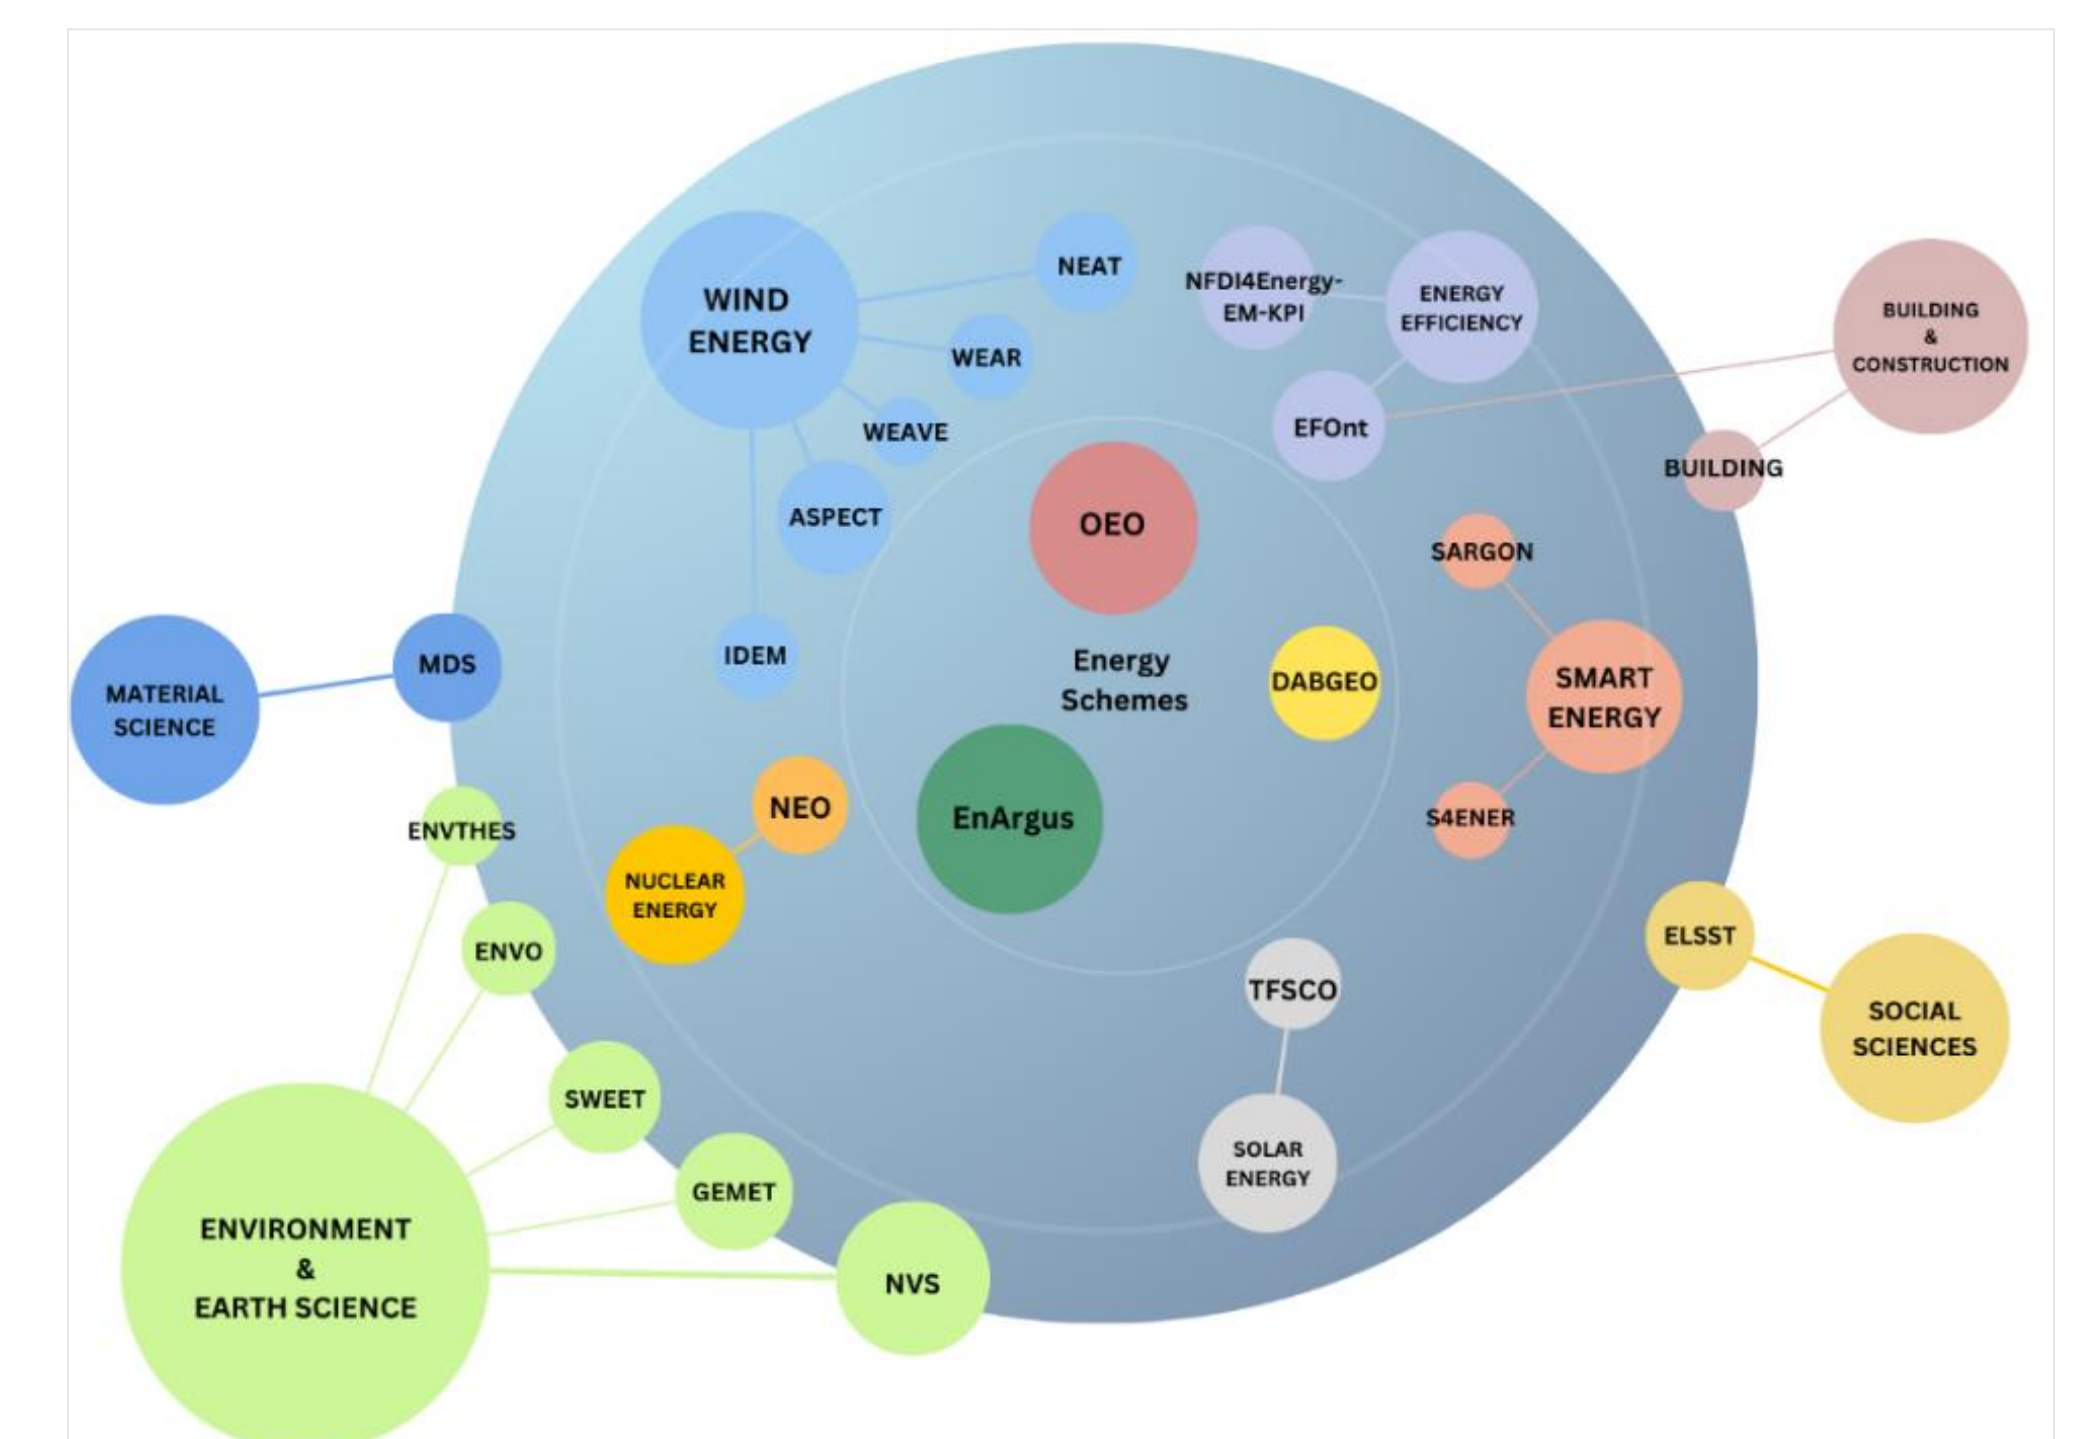 NEAT
WIND
ENERGY
NFDI4Energy-
EM-KPI
ENERGY
EFFICIENCY
BUILDING
&
CONSTRUCTION
WEAR
WEAVE
EFOnt
BUILDING
ASPECT
OEO
SARGON
IDEM
Energy
Schemes
DABGEO
SMART
ENERGY
MATERIAL
SCIENCE
MDS
ENVTHES
NEO
EnArgus
S4ENER
NUCLEAR
ENERGY
ENVO
ELSST
TFSCO
SOCIAL
SCIENCES
SWEET
SOLAR
ENERGY
GEMET
ENVIRONMENT
&
EARTH SCIENCE
NVS